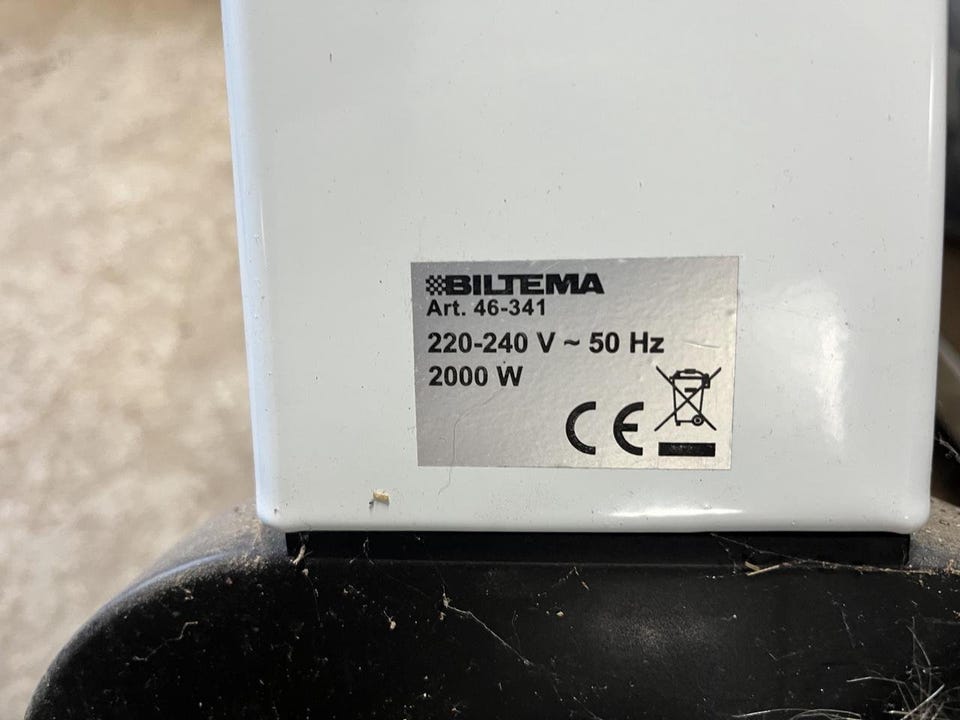 BILTEMA
Art. 46-341
220-240 V ~ 50 Hz
2000 W
CE